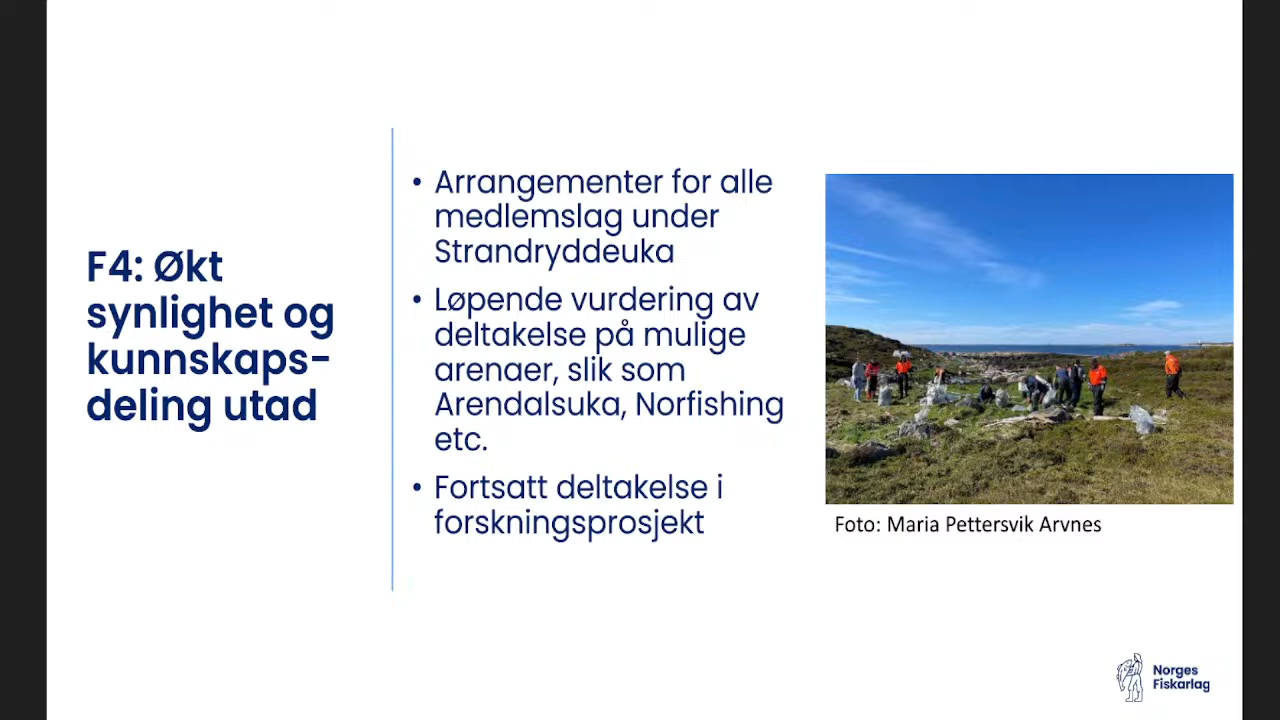 F4: Økt
synlighet og
kunnskaps-
deling utad
• Arrangementer for alle
medlemslag under
Strandryddeuka
• Løpende vurdering av
deltakelse på mulige
arenaer, slik som
Arendalsuka, Norfishing
etc.
• Fortsatt deltakelse i
forskningsprosjekt
Foto: Maria Pettersvik Arvnes
Norges
Fiskarlag